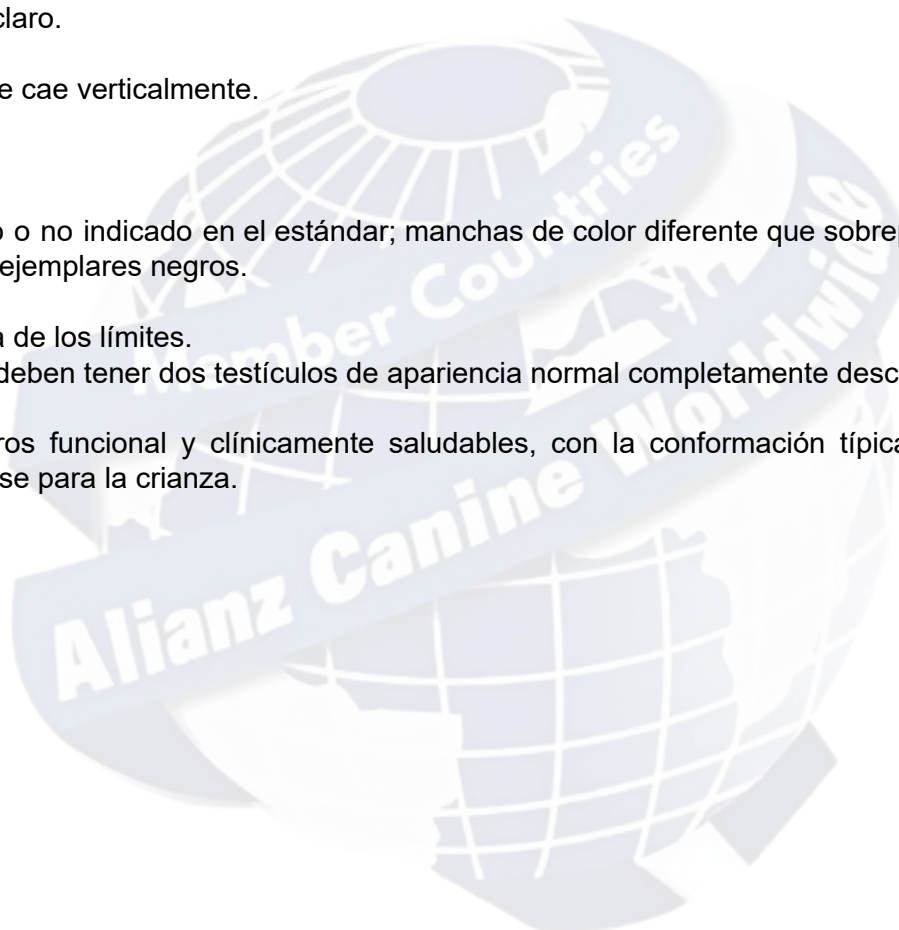 claro.
e cae verticalmente.
o o no indicado en el estándar; manchas de color diferente que sobrep
ejemplares negros.
a de los límites.
deben tener dos testículos de apariencia normal completamente desc
ros funcional y clínicamente saludables, con la conformación típica
se para la crianza.
Member Countries
Alianz Canine Worldwide